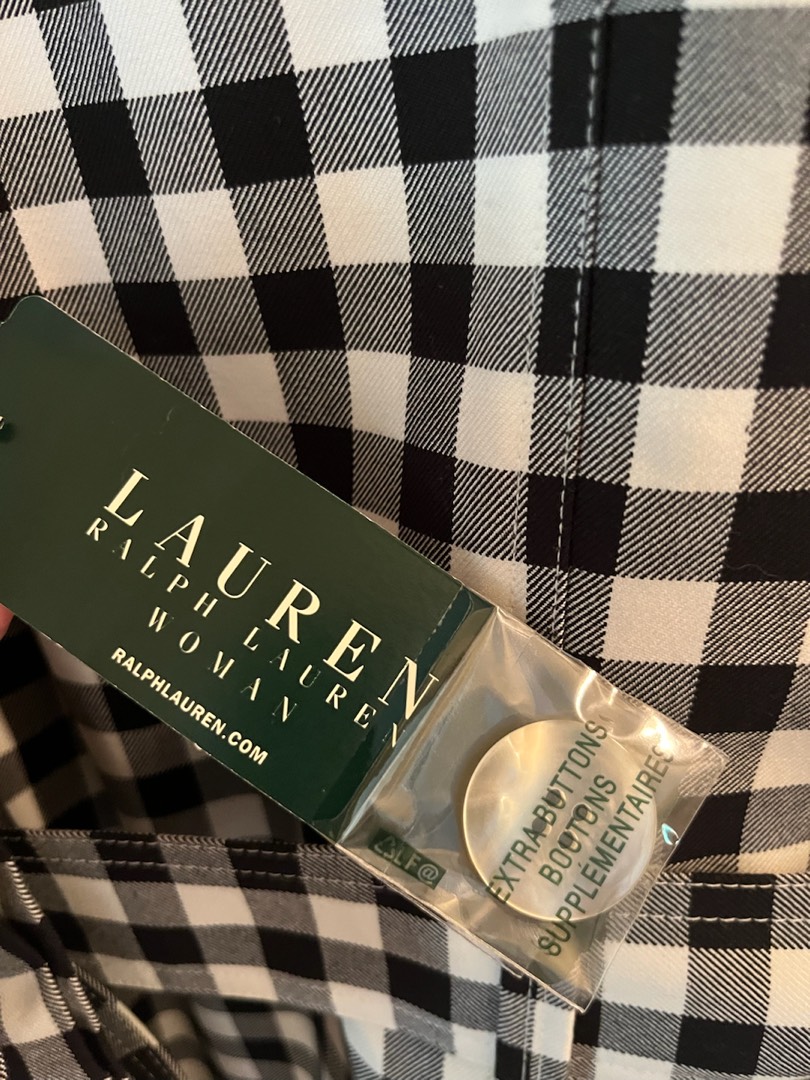 LAUREN
RALPH LAUREN
WOMAN
RALPHLAUREN.COM
EXTRA BUTTONS
BOUTONS
SUPPLÉMENTAIRES